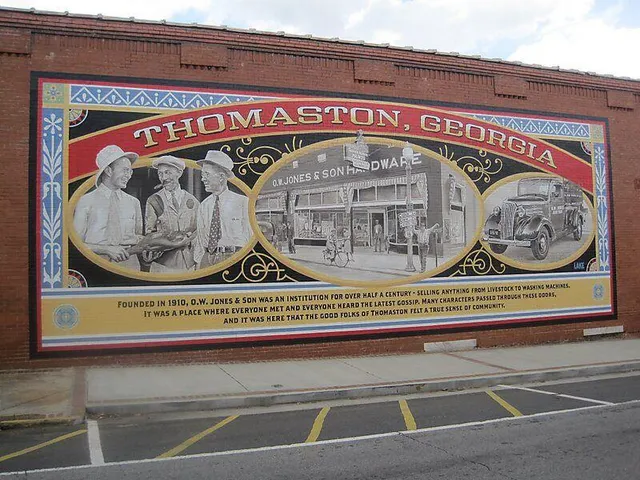 THOMASTON, GEORGIA
O.W. JONES & SON HARDWARE
LAKE
FOUNDED IN 1910, O.W. JONES & SON WAS AN INSTITUTION FOR OVER HALF A CENTURY - SELLING ANYTHING FROM LIVESTOCK TO WASHING MACHINES.
IT WAS A PLACE WHERE EVERYONE MET AND EVERYONE HEARD THE LATEST GOSSIP. MANY CHARACTERS PASSED THROUGH THESE DOORS,
AND IT WAS HERE THAT THE GOOD FOLKS OF THOMASTON FELT A TRUE SENSE OF COMMUNITY.